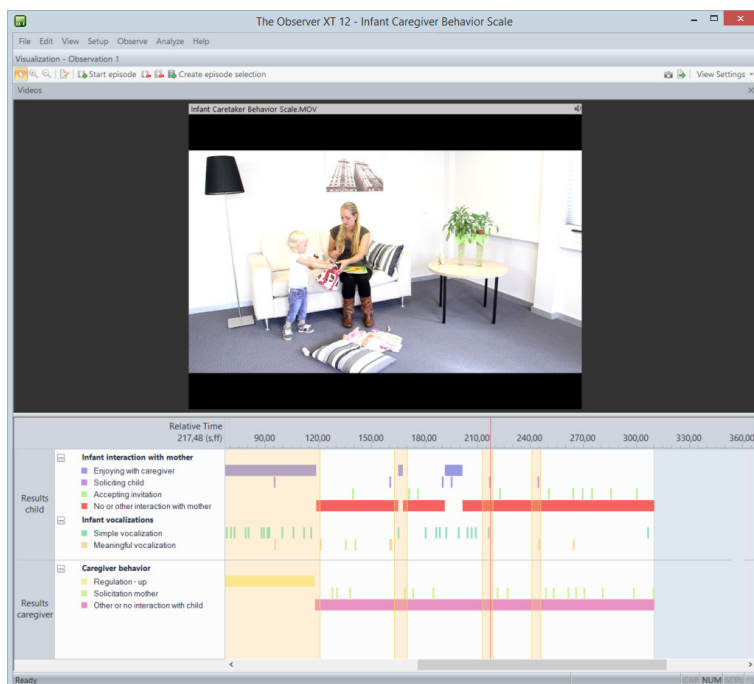 The Observer XT 12 - Infant Caregiver Behavior Scale
File Edit View Setup Observe Analyze Help
Visualization - Observation 1
Start episode Create episode selection View Settings
Videos
Infant Caretaker Behavior Scale.MOV
Relative Time
217,48 (s,ff) 90,00 120,00 150,00 180,00 210,00 240,00 270,00 300,00 330,00 360,00
Results child
Infant interaction with mother
Enjoying with caregiver
Soliciting child
Accepting invitation
No or other interaction with mother
Infant vocalizations
Simple vocalization
Meaningful vocalization
Results caregiver
Caregiver behavior
Regulation - up
Solicitation mother
Other or no interaction with child
Ready CAP NUM SCRL